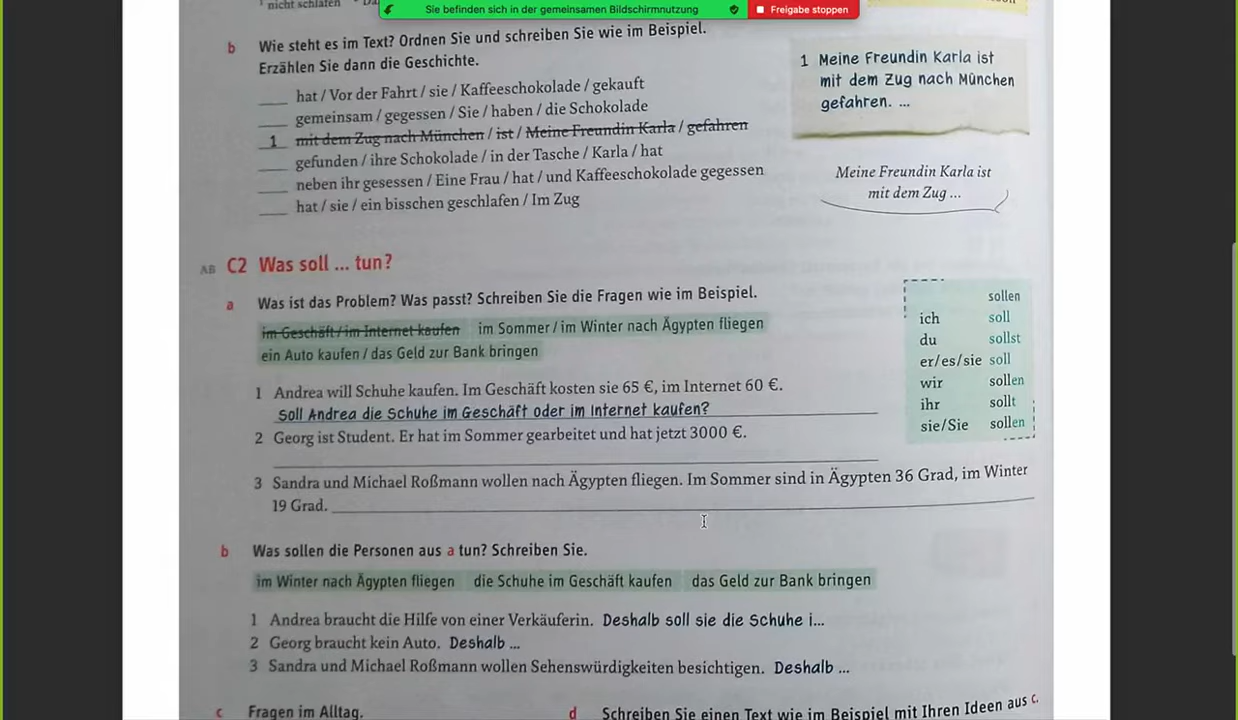 ¹ nicht schlafen
Sie befinden sich in der gemeinsamen Bildschirmnutzung
Freigabe stoppen
b Wie steht es im Text? Ordnen Sie und schreiben Sie wie im Beispiel.
Erzählen Sie dann die Geschichte.
___ hat / Vor der Fahrt / sie / Kaffeeschokolade / gekauft
___ gemeinsam / gegessen / Sie / haben / die Schokolade
1 mit dem Zug nach München / ist / Meine Freundin Karla / gefahren
___ gefunden / ihre Schokolade / in der Tasche / Karla / hat
___ neben ihr gesessen / Eine Frau / hat / und Kaffeeschokolade gegessen
___ hat / sie / ein bisschen geschlafen / Im Zug
1 Meine Freundin Karla ist
mit dem Zug nach München
gefahren. ...
Meine Freundin Karla ist
mit dem Zug ...
AB C2 Was soll ... tun?
a Was ist das Problem? Was passt? Schreiben Sie die Fragen wie im Beispiel.
im Geschäft / im Internet kaufen im Sommer / im Winter nach Ägypten fliegen
ein Auto kaufen / das Geld zur Bank bringen
1 Andrea will Schuhe kaufen. Im Geschäft kosten sie 65 €, im Internet 60 €.
Soll Andrea die Schuhe im Geschäft oder im Internet kaufen?
2 Georg ist Student. Er hat im Sommer gearbeitet und hat jetzt 3000 €.
3 Sandra und Michael Roßmann wollen nach Ägypten fliegen. Im Sommer sind in Ägypten 36 Grad, im Winter
19 Grad.
sollen
ich soll
du sollst
er/es/sie soll
wir sollen
ihr sollt
sie/Sie sollen
b Was sollen die Personen aus a tun? Schreiben Sie.
im Winter nach Ägypten fliegen die Schuhe im Geschäft kaufen das Geld zur Bank bringen
1 Andrea braucht die Hilfe von einer Verkäuferin. Deshalb soll sie die Schuhe i...
2 Georg braucht kein Auto. Deshalb ...
3 Sandra und Michael Roßmann wollen Sehenswürdigkeiten besichtigen. Deshalb ...
c Fragen im Alltag.
d Schreiben Sie einen Text wie im Beispiel mit Ihren Ideen aus c.